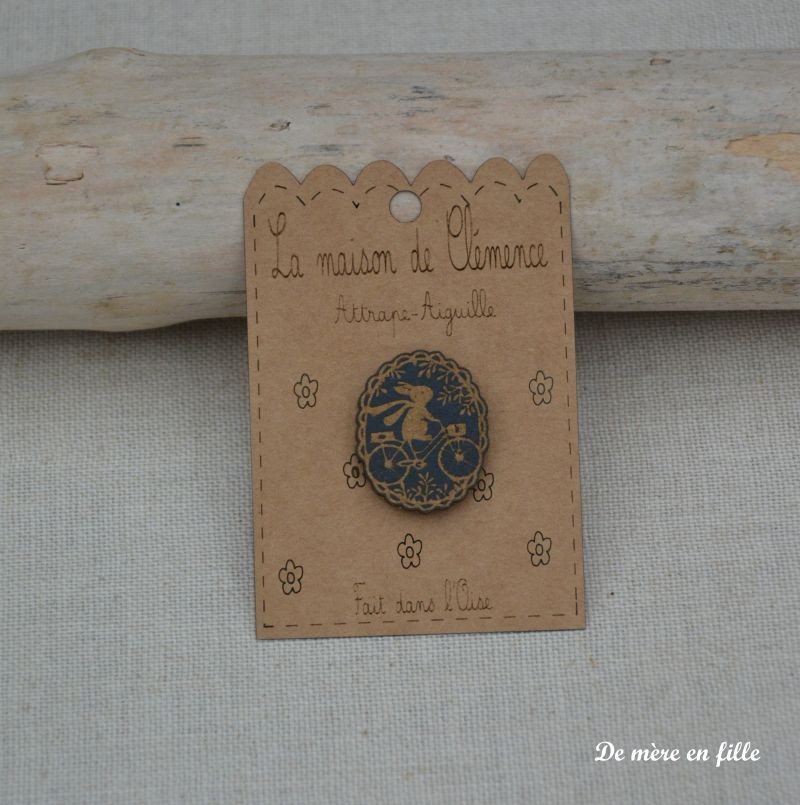 La maison de Clémence
Attrape-Aiguille
Fait dans l'Oise
De mère en fille